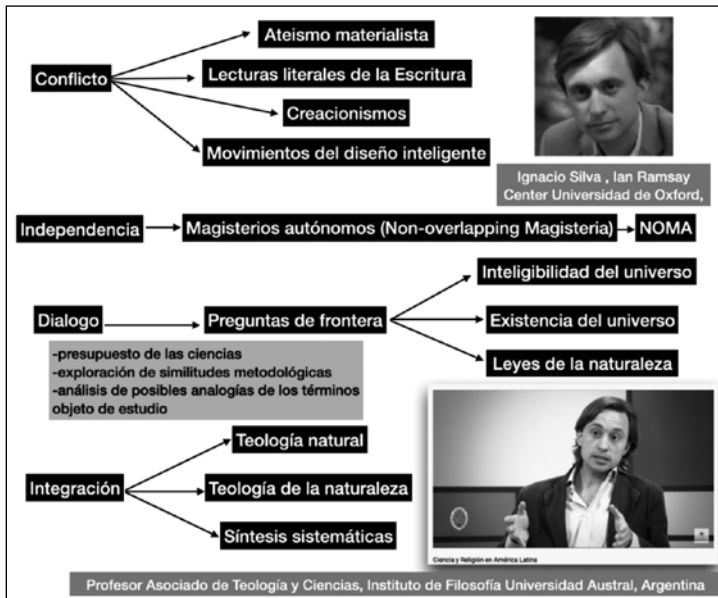 Ateismo materialista
Conflicto
Lecturas literales de la Escritura
Creacionismos
Movimientos del diseño inteligente
Ignacio Silva , Ian Ramsay
Center Universidad de Oxford,
Independencia
Magisterios autónomos (Non-overlapping Magisteria)
NOMA
Inteligibilidad del universo
Dialogo
Preguntas de frontera
Existencia del universo
Leyes de la naturaleza
-presupuesto de las ciencias
-exploración de similitudes metodológicas
-análisis de posibles analogías de los términos
objeto de estudio
Teología natural
Integración
Teología de la naturaleza
Síntesis sistemáticas
Ciencia y Religión en América Latina
Profesor Asociado de Teología y Ciencias, Instituto de Filosofía Universidad Austral, Argentina